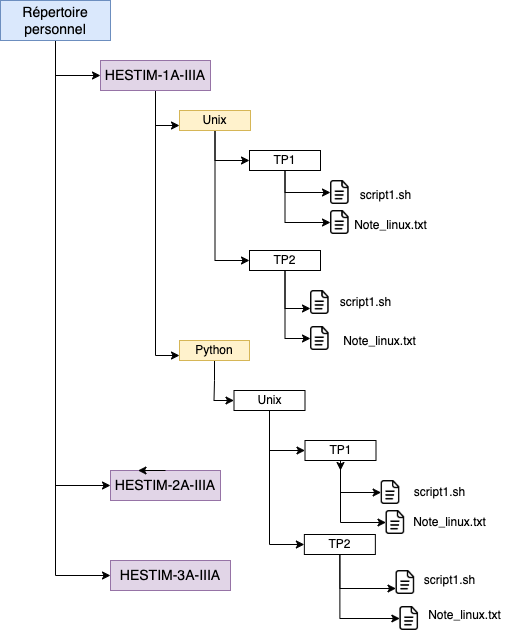 Répertoire
personnel
HESTIM-1A-IIIA
Unix
TP1
script1.sh
Note_linux.txt
TP2
script1.sh
Note_linux.txt
Python
Unix
TP1
HESTIM-2A-IIIA
script1.sh
Note_linux.txt
TP2
HESTIM-3A-IIIA
script1.sh
Note_linux.txt